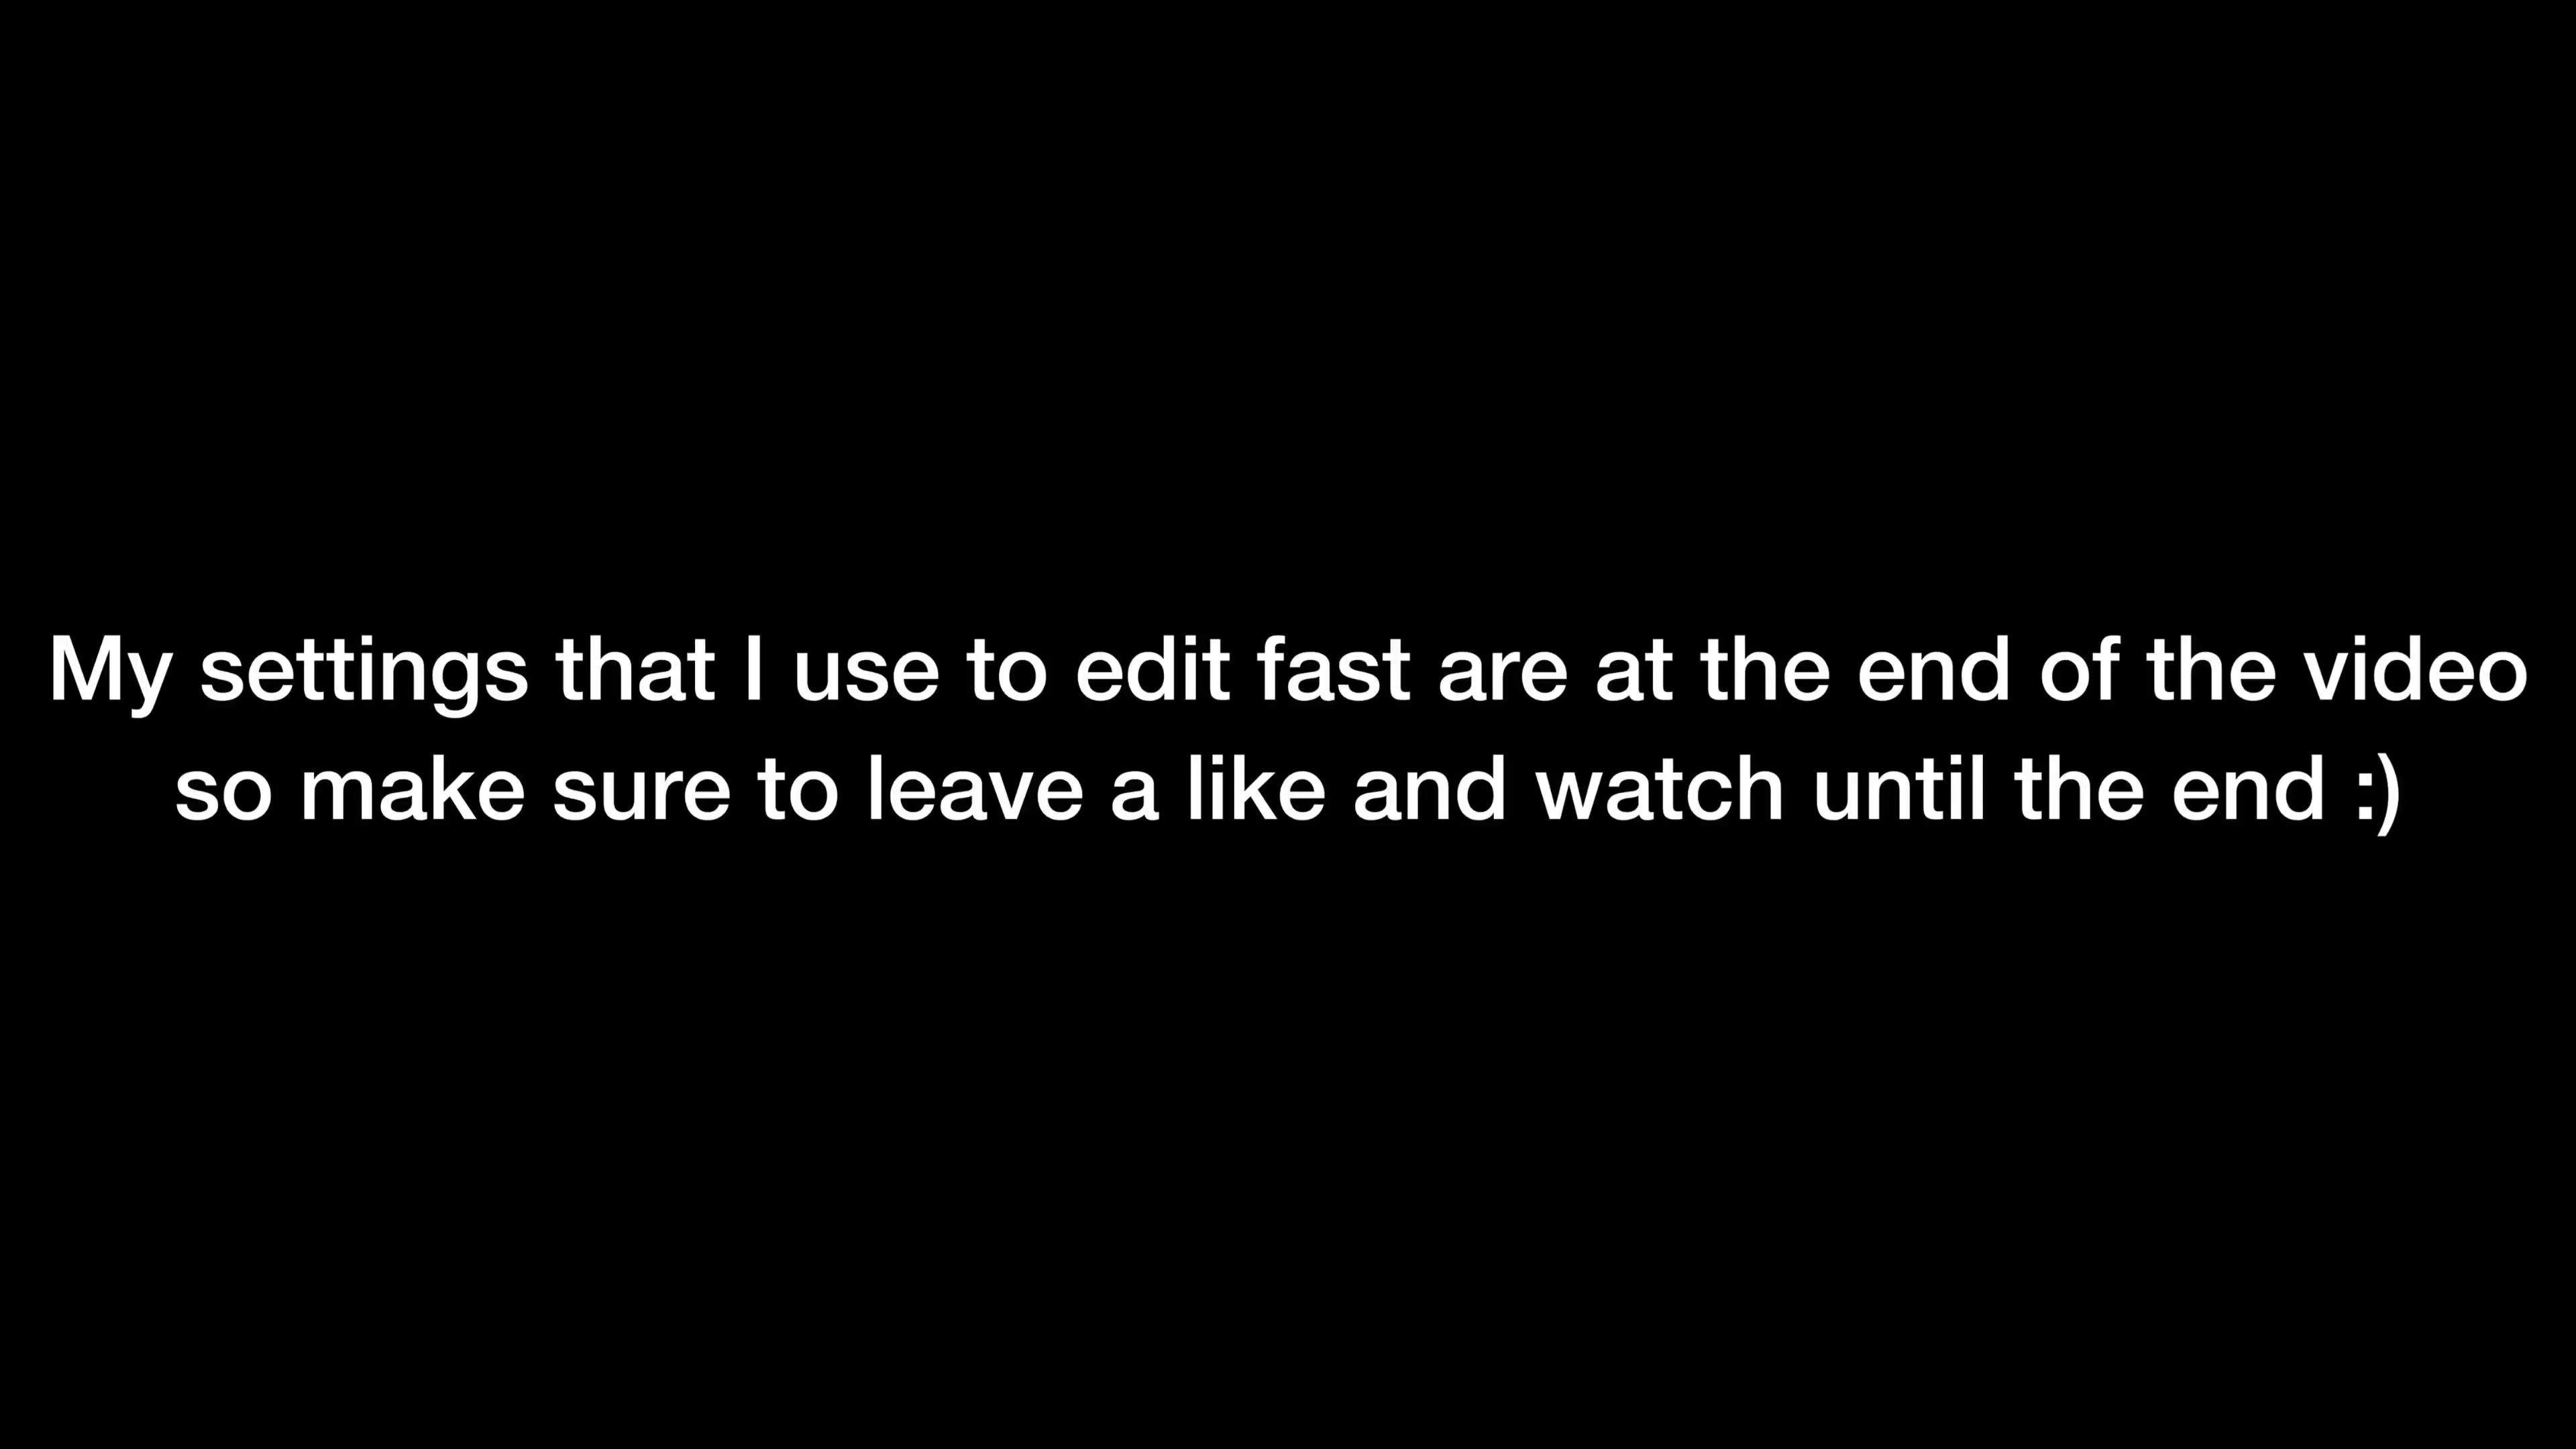 My settings that I use to edit fast are at the end of the video
so make sure to leave a like and watch until the end :)